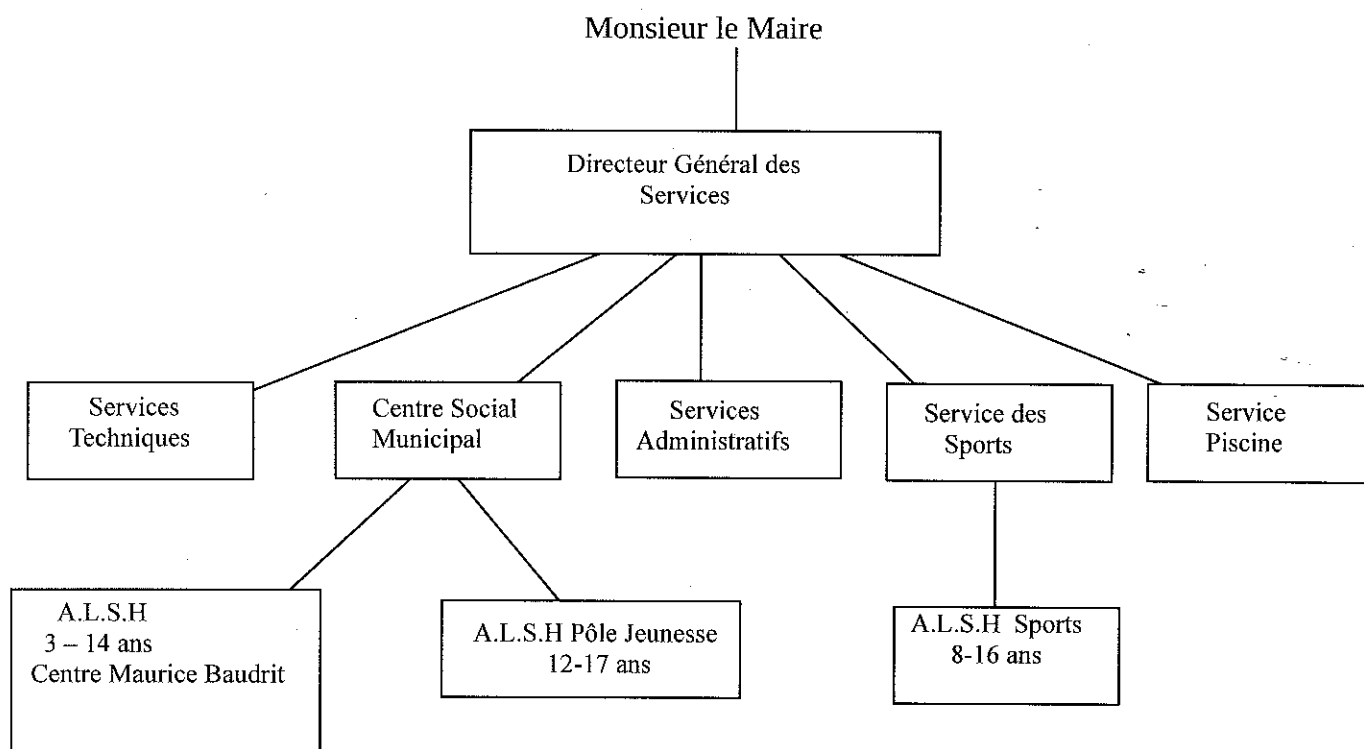 Monsieur le Maire
Directeur Général des
Services
Services
Techniques
Centre Social
Municipal
Services
Administratifs
Service des
Sports
Service
Piscine
A.L.S.H
3 – 14 ans
Centre Maurice Baudrit
A.L.S.H Pôle Jeunesse
12-17 ans
A.L.S.H Sports
8-16 ans